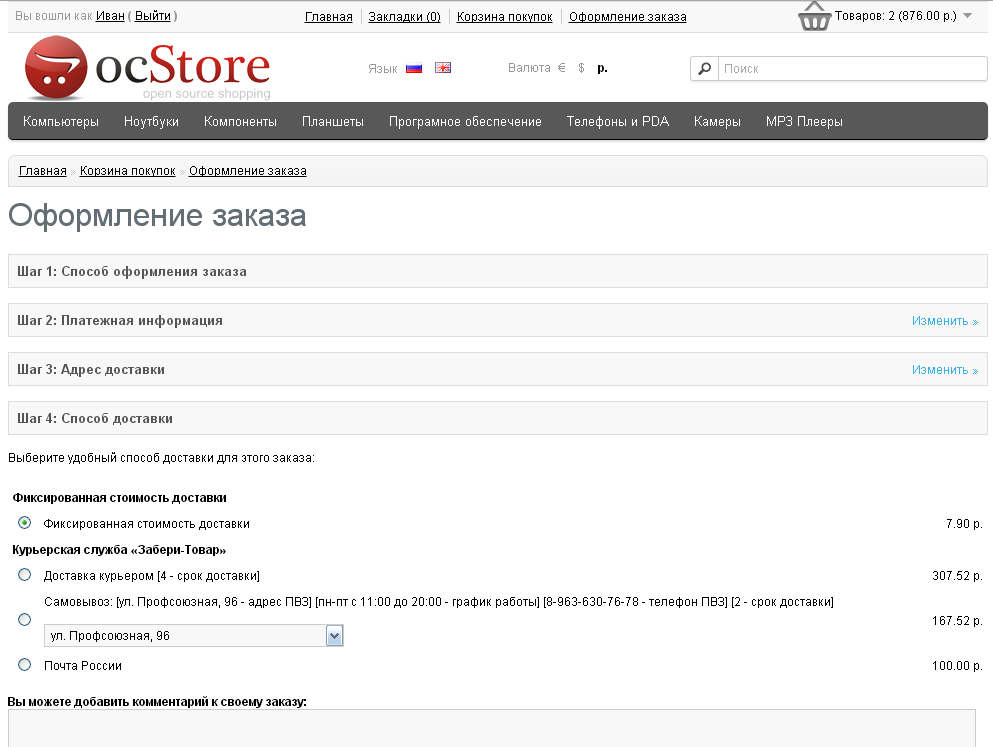 Вы вошли как Иван ( Выйти )
Главная
Закладки (0)
Корзина покупок
Оформление заказа
Товаров: 2 (876.00 р.)
ocStore
open source shopping
Язык
Валюта € $ р.
Поиск
Компьютеры
Ноутбуки
Компоненты
Планшеты
Програмное обеспечение
Телефоны и PDA
Камеры
MP3 Плееры
Главная » Корзина покупок » Оформление заказа
Оформление заказа
Шаг 1: Способ оформления заказа
Шаг 2: Платежная информация
Изменить »
Шаг 3: Адрес доставки
Изменить »
Шаг 4: Способ доставки
Выберите удобный способ доставки для этого заказа:
Фиксированная стоимость доставки
Фиксированная стоимость доставки
7.90 р.
Курьерская служба «Забери-Товар»
Доставка курьером [4 - срок доставки]
307.52 р.
Самовывоз: [ул. Профсоюзная, 96 - адрес ПВЗ] [пн-пт с 11:00 до 20:00 - график работы] [8-963-630-76-78 - телефон ПВЗ] [2 - срок доставки]
167.52 р.
ул. Профсоюзная, 96
Почта России
100.00 р.
Вы можете добавить комментарий к своему заказу: